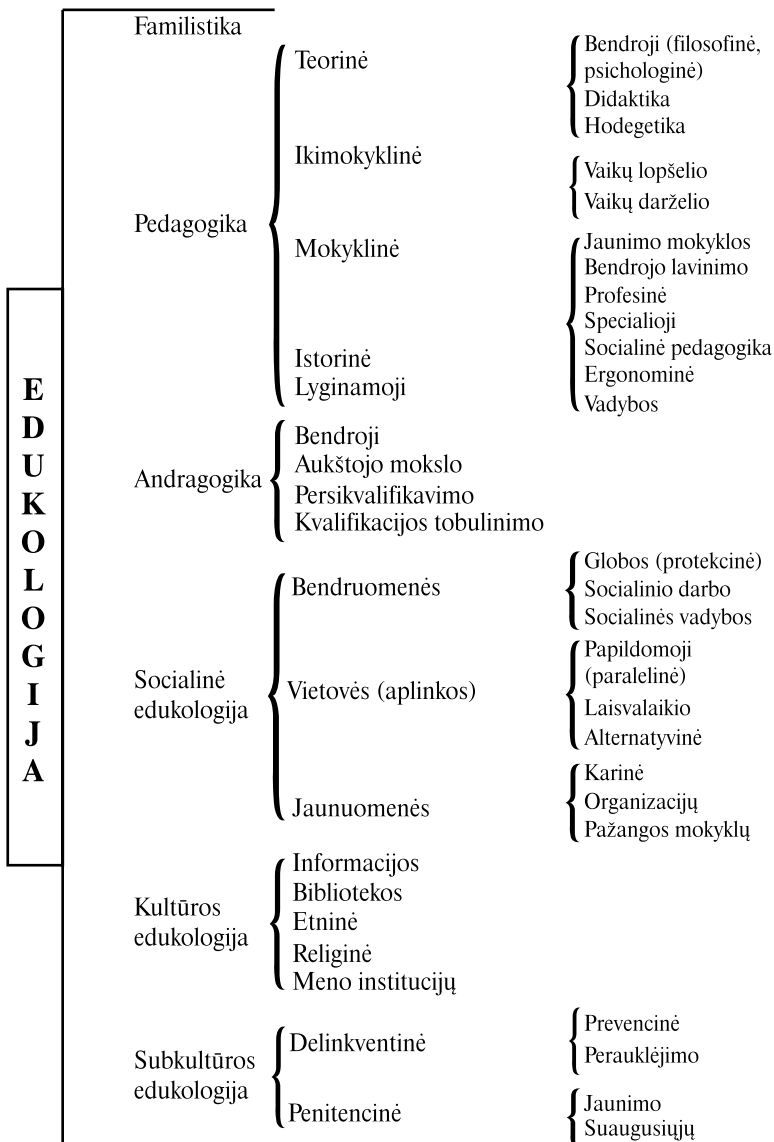 EDUKOLOGIJA
Familistika
Pedagogika
Teorinė
Bendroji (filosofinė,
psichologinė)
Didaktika
Hodegetika
Ikimokyklinė
Vaikų lopšelio
Vaikų darželio
Mokyklinė
Jaunimo mokyklos
Bendrojo lavinimo
Profesinė
Specialioji
Socialinė pedagogika
Ergonominė
Vadybos
Istorinė
Lyginamoji
Andragogika
Bendroji
Aukštojo mokslo
Persikvalifikavimo
Kvalifikacijos tobulinimo
Socialinė
edukologija
Bendruomenės
Globos (protekcinė)
Socialinio darbo
Socialinės vadybos
Vietovės (aplinkos)
Papildomoji
(paralelinė)
Laisvalaikio
Alternatyvinė
Jaunuomenės
Karinė
Organizacijų
Pažangos mokyklų
Kultūros
edukologija
Informacijos
Bibliotekos
Etninė
Religinė
Meno institucijų
Subkultūros
edukologija
Delinkventinė
Prevencinė
Perauklėjimo
Penitencinė
Jaunimo
Suaugusiųjų